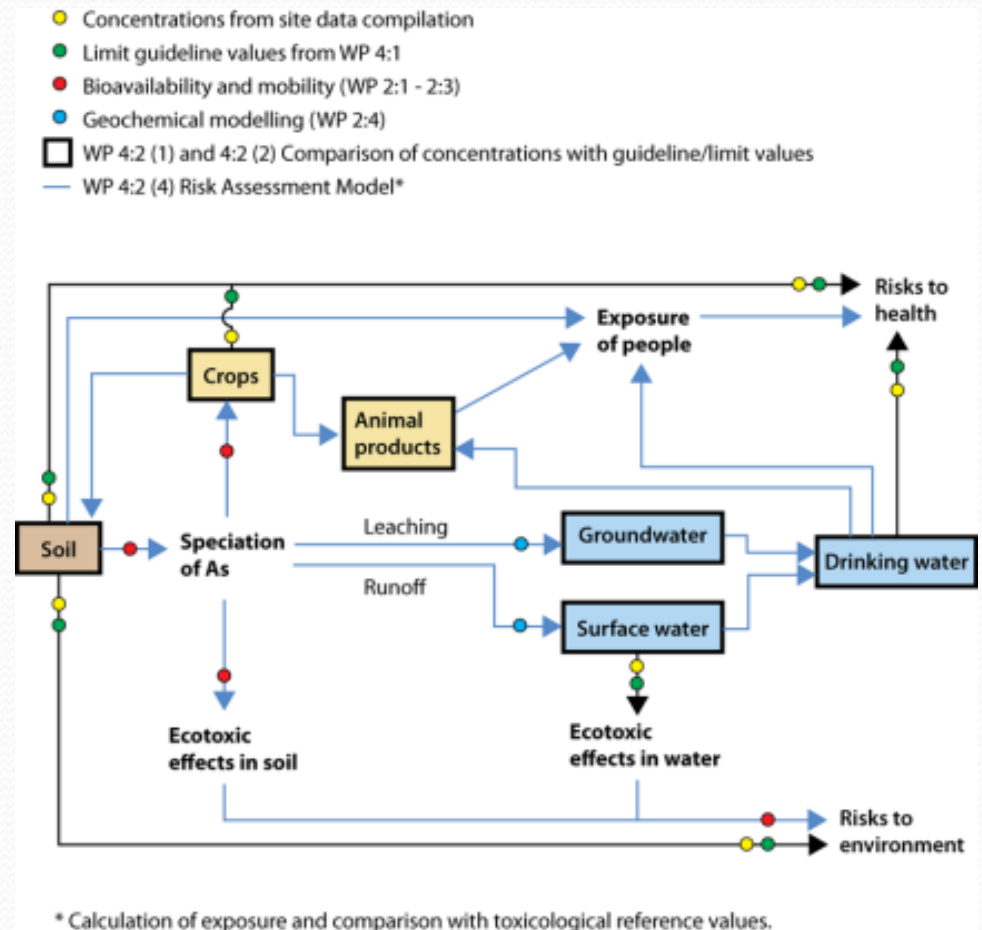 Concentrations from site data compilation
Limit guideline values from WP 4:1
Bioavailability and mobility (WP 2:1 - 2:3)
Geochemical modelling (WP 2:4)
WP 4:2 (1) and 4:2 (2) Comparison of concentrations with guideline/limit values
WP 4:2 (4) Risk Assessment Model*
Risks to
health
Exposure
of people
Crops
Animal
products
Soil
Speciation
of As
Leaching
Runoff
Groundwater
Drinking water
Surface water
Ecotoxic
effects in soil
Ecotoxic
effects in water
Risks to
environment
* Calculation of exposure and comparison with toxicological reference values.